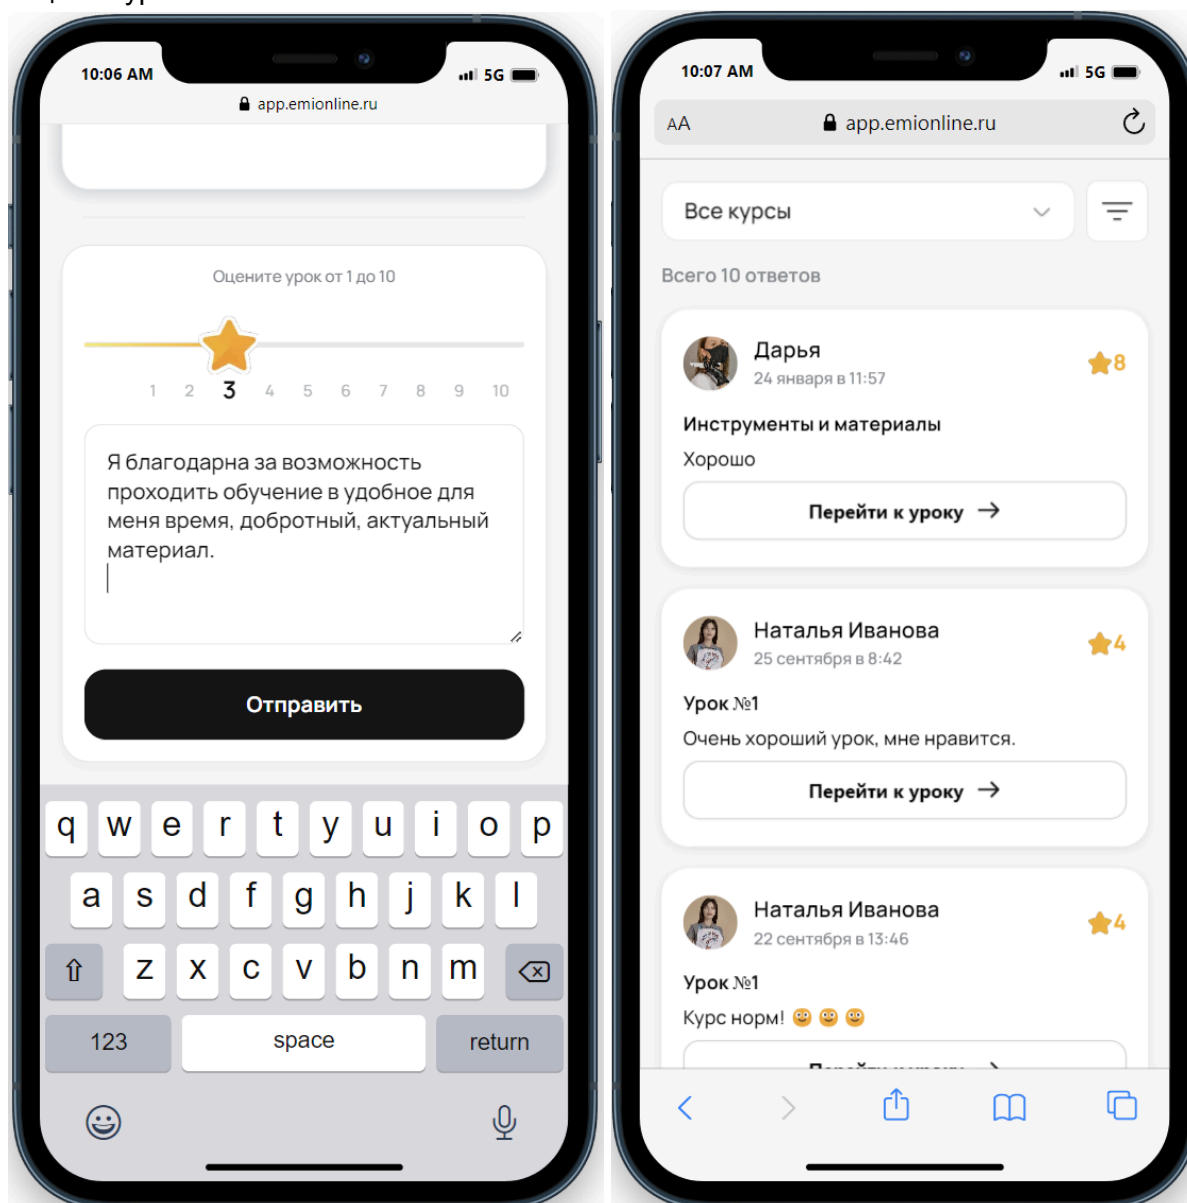 10:06 AM
5G
app.emionline.ru
Оцените урок от 1 до 10
1 2 3 4 5 6 7 8 9 10
Я благодарна за возможность
проходить обучение в удобное для
меня время, добротный, актуальный
материал.
Отправить
q w e r t y u i o p
a s d f g h j k l
z x c v b n m
123 space return
10:07 AM
5G
AA app.emionline.ru
Все курсы
Всего 10 ответов
Дарья
8
24 января в 11:57
Инструменты и материалы
Хорошо
Перейти к уроку →
Наталья Иванова
4
25 сентября в 8:42
Урок №1
Очень хороший урок, мне нравится.
Перейти к уроку →
Наталья Иванова
4
22 сентября в 13:46
Урок №1
Курс норм!